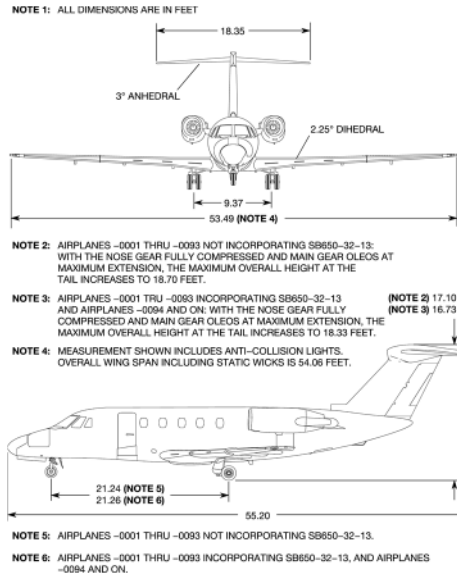 NOTE 1: ALL DIMENSIONS ARE IN FEET
18.35
3° ANHEDRAL
2.25° DIHEDRAL
9.37
53.49 (NOTE 4)
NOTE 2: AIRPLANES -0001 THRU -0093 NOT INCORPORATING SB650-32-13:
WITH THE NOSE GEAR FULLY COMPRESSED AND MAIN GEAR OLEOS AT
MAXIMUM EXTENSION, THE MAXIMUM OVERALL HEIGHT AT THE
TAIL INCREASES TO 18.70 FEET.
NOTE 3: AIRPLANES -0001 TRU -0093 INCORPORATING SB650-32-13
AND AIRPLANES -0094 AND ON: WITH THE NOSE GEAR FULLY
COMPRESSED AND MAIN GEAR OLEOS AT MAXIMUM EXTENSION, THE
MAXIMUM OVERALL HEIGHT AT THE TAIL INCREASES TO 18.33 FEET.
(NOTE 2) 17.10
(NOTE 3) 16.73
NOTE 4: MEASUREMENT SHOWN INCLUDES ANTI-COLLISION LIGHTS.
OVERALL WING SPAN INCLUDING STATIC WICKS IS 54.06 FEET.
21.24 (NOTE 5)
21.26 (NOTE 6)
55.20
NOTE 5: AIRPLANES -0001 THRU -0093 NOT INCORPORATING SB650-32-13.
NOTE 6: AIRPLANES -0001 THRU -0093 INCORPORATING SB650-32-13, AND AIRPLANES
-0094 AND ON.